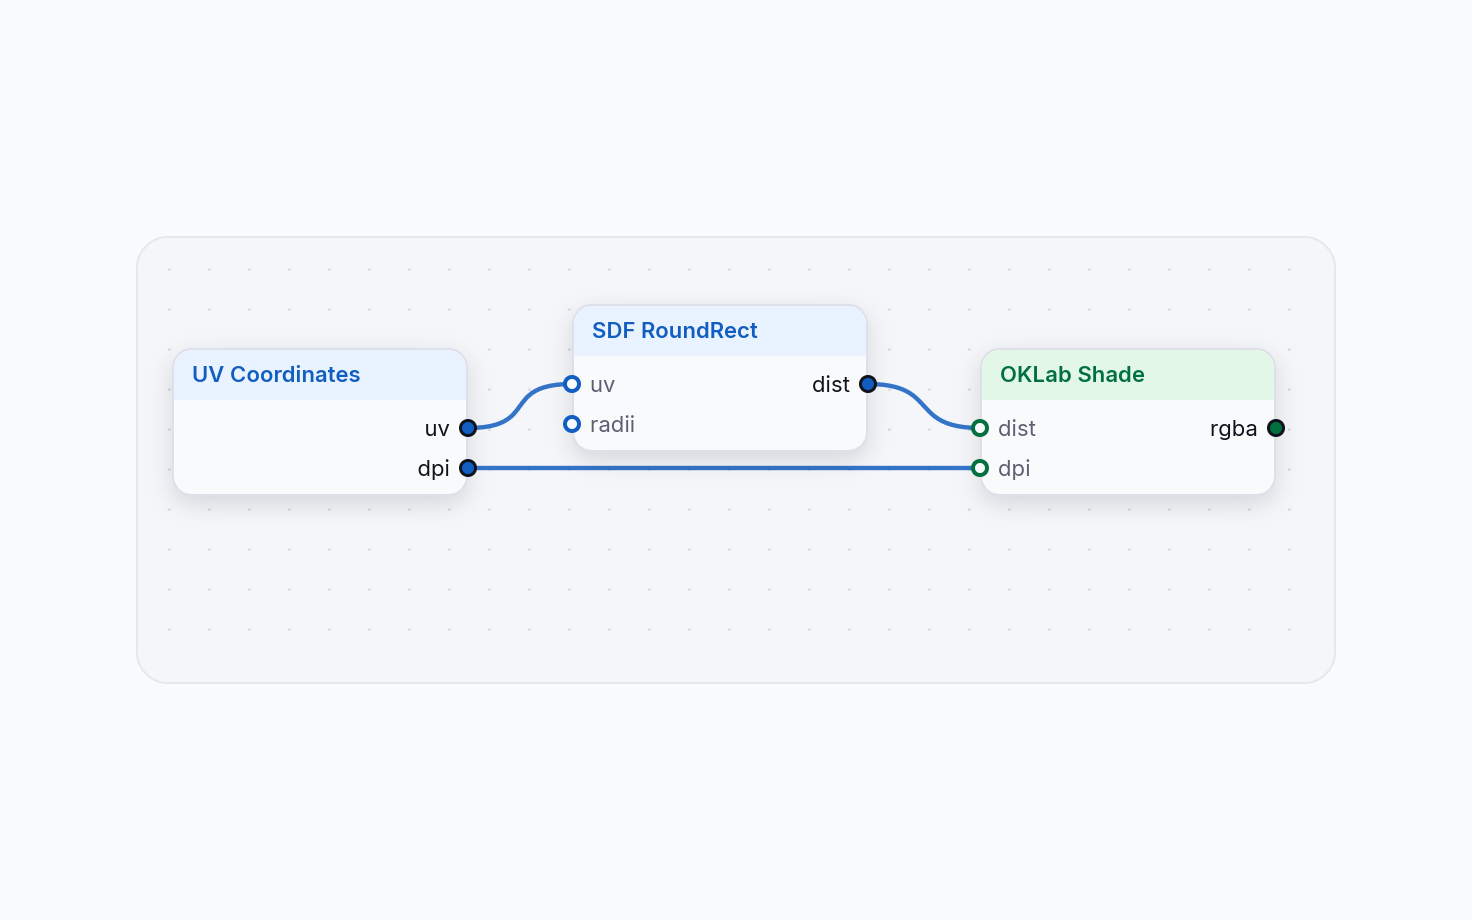 UV Coordinates
uv
dpi
SDF RoundRect
uv
dist
radii
OKLab Shade
dist
rgba
dpi